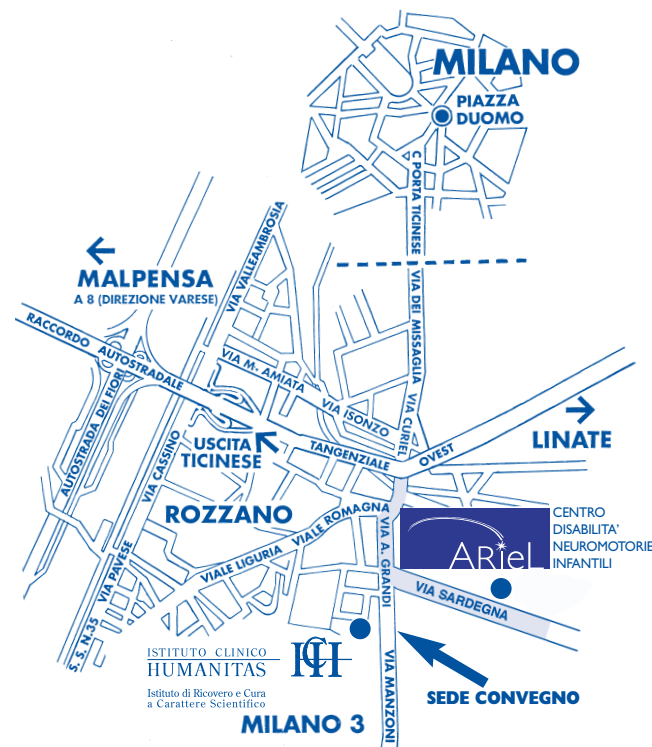 MILANO
PIAZZA
DUOMO
C PORTA TICINESE
VIA VALLEAMBROSIA
MALPENSA
A 8 (DIREZIONE VARESE)
VIA DEI MISSAGLIA
RACCORDO AUTOSTRADALE
VIA M. AMIATA
VIA ISONZO
VIA CURIEL
AUTOSTRADA DEI FIORI
VIA CASSINO
USCITA
TICINESE
TANGENZIALE OVEST
LINATE
ROZZANO
VIALE LIGURIA
VIALE ROMAGNA
VIA A. GRANDI
ARieL
CENTRO
DISABILITA'
NEUROMOTORIE
INFANTILI
VIA PAVESE
S. S. N.35
VIA SARDEGNA
ISTITUTO CLINICO
HUMANITAS
ICH
Istituto di Ricovero e Cura
a Carattere Scientifico
VIA MANZONI
SEDE CONVEGNO
MILANO 3